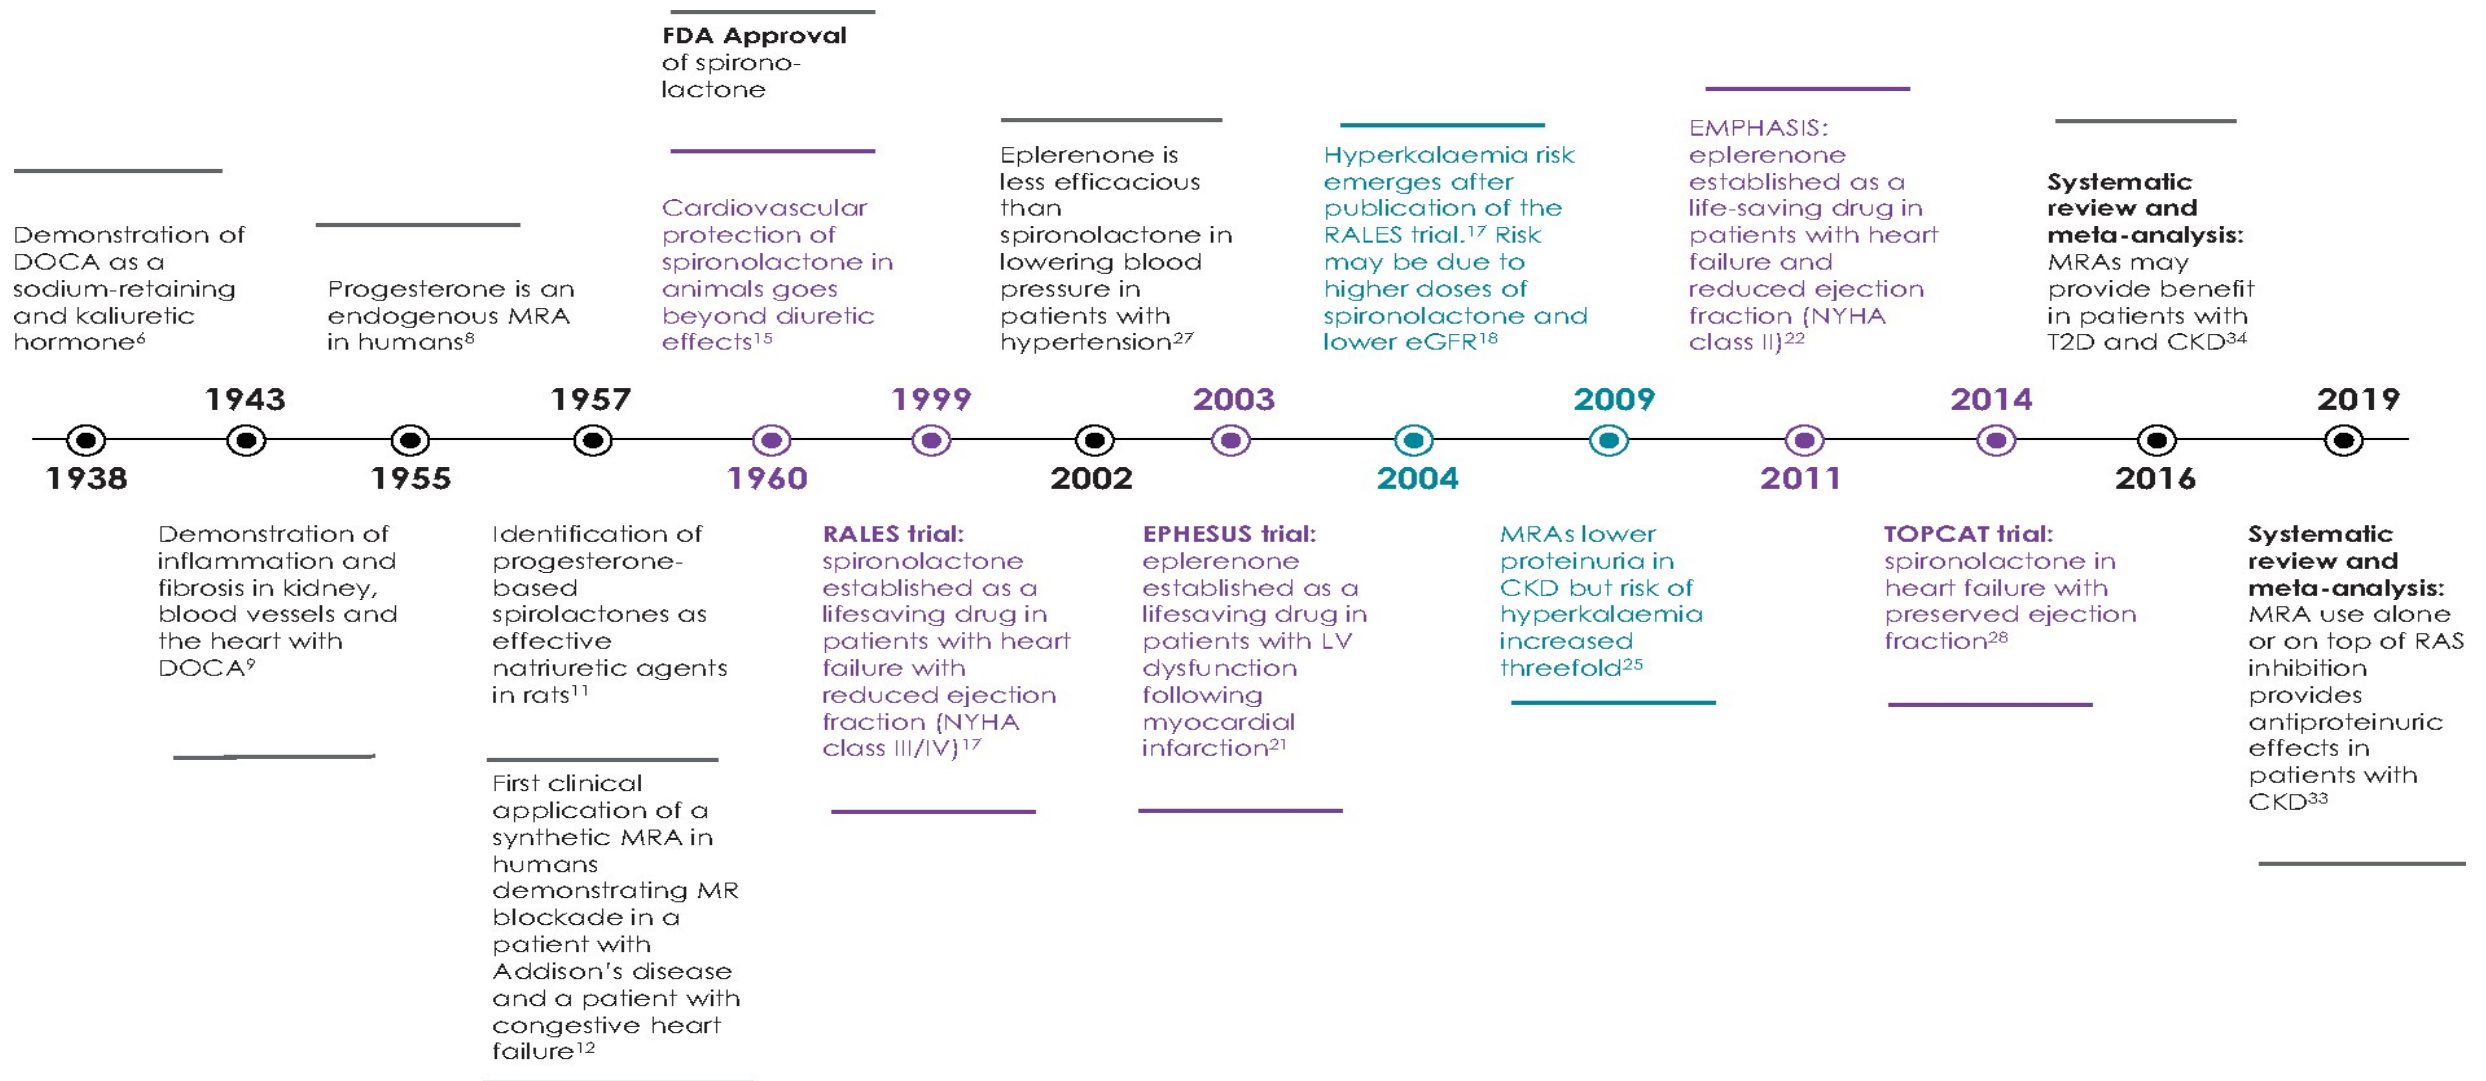 FDA Approval
of spirono-
lactone
Demonstration of
DOCA as a
sodium-retaining
and kaliuretic
hormone⁶
Progesterone is an
endogenous MRA
in humans⁸
Cardiovascular
protection of
spironolactone in
animals goes
beyond diuretic
effects¹⁵
Eplerenone is
less efficacious
than
spironolactone in
lowering blood
pressure in
patients with
hypertension²⁷
Hyperkalaemia risk
emerges after
publication of the
RALES trial.¹⁷ Risk
may be due to
higher doses of
spironolactone and
lower eGFR¹⁸
EMPHASIS:
eplerenone
established as a
life-saving drug in
patients with heart
failure and
reduced ejection
fraction (NYHA
class II)²²
Systematic
review and
meta-analysis:
MRAs may
provide benefit
in patients with
T2D and CKD³⁴
1943
1957
1999
2003
2009
2014
2019
1938
1955
1960
2002
2004
2011
2016
Demonstration of
inflammation and
fibrosis in kidney,
blood vessels and
the heart with
DOCA⁹
Identification of
progesterone-
based
spirolactones as
effective
natriuretic agents
in rats¹¹
First clinical
application of a
synthetic MRA in
humans
demonstrating MR
blockade in a
patient with
Addison's disease
and a patient with
congestive heart
failure¹²
RALES trial:
spironolactone
established as a
lifesaving drug in
patients with heart
failure with
reduced ejection
fraction (NYHA
class III/IV)¹⁷
EPHESUS trial:
eplerenone
established as a
lifesaving drug in
patients with LV
dysfunction
following
myocardial
infarction²¹
MRAs lower
proteinuria in
CKD but risk of
hyperkalaemia
increased
threefold²⁵
TOPCAT trial:
spironolactone in
heart failure with
preserved ejection
fraction²⁸
Systematic
review and
meta-analysis:
MRA use alone
or on top of RAS
inhibition
provides
antiproteinuric
effects in
patients with
CKD³³